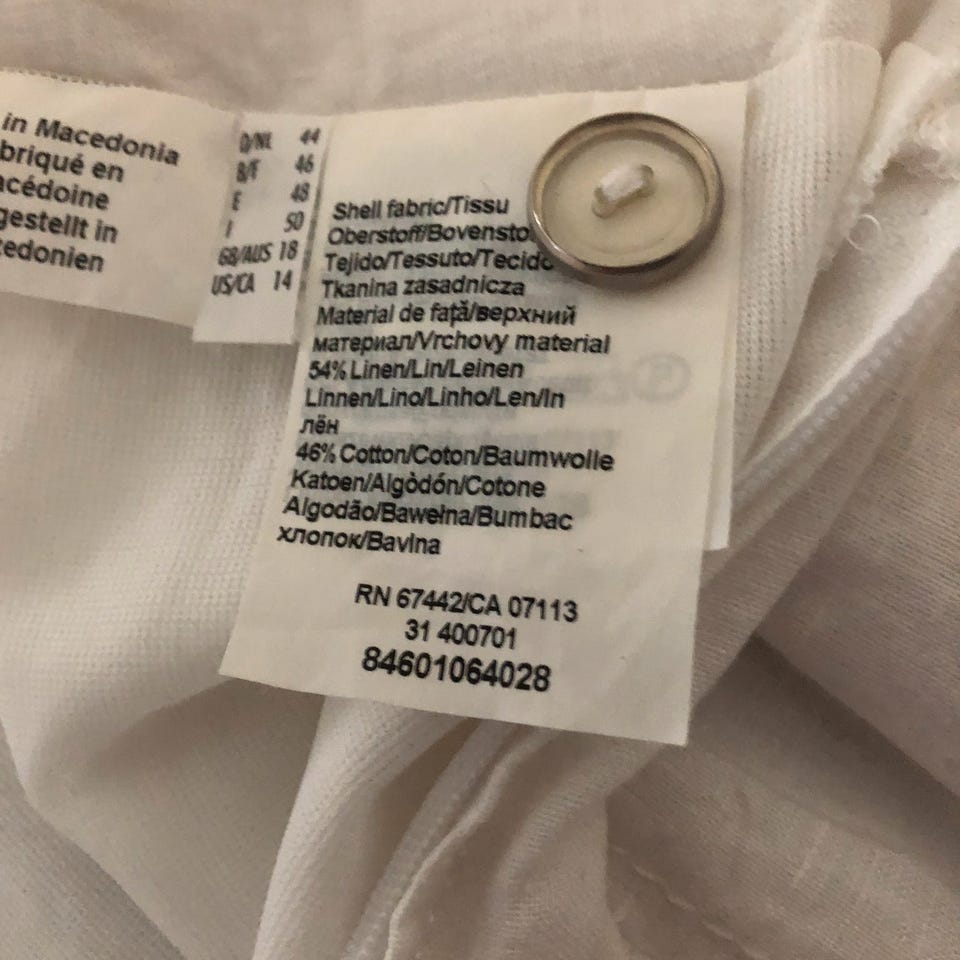 in Macedonia
briqué en
acédoine
gestellt in
edonien
D/NL 44
B/F 46
E 48
I 50
GB/AUS 18
US/CA 14
Shell fabric/Tissu
Oberstoff/Bovensto
Tejido/Tessuto/Tecido
Tkanina zasadnicza
Material de faţă/верхний
материал/Vrchovy material
54% Linen/Lin/Leinen
Linnen/Lino/Linho/Len/In
лён
46% Cotton/Coton/Baumwolle
Katoen/Algòdón/Cotone
Algodão/Bawełna/Bumbac
хлопок/Bavlna
RN 67442/CA 07113
31 400701
84601064028